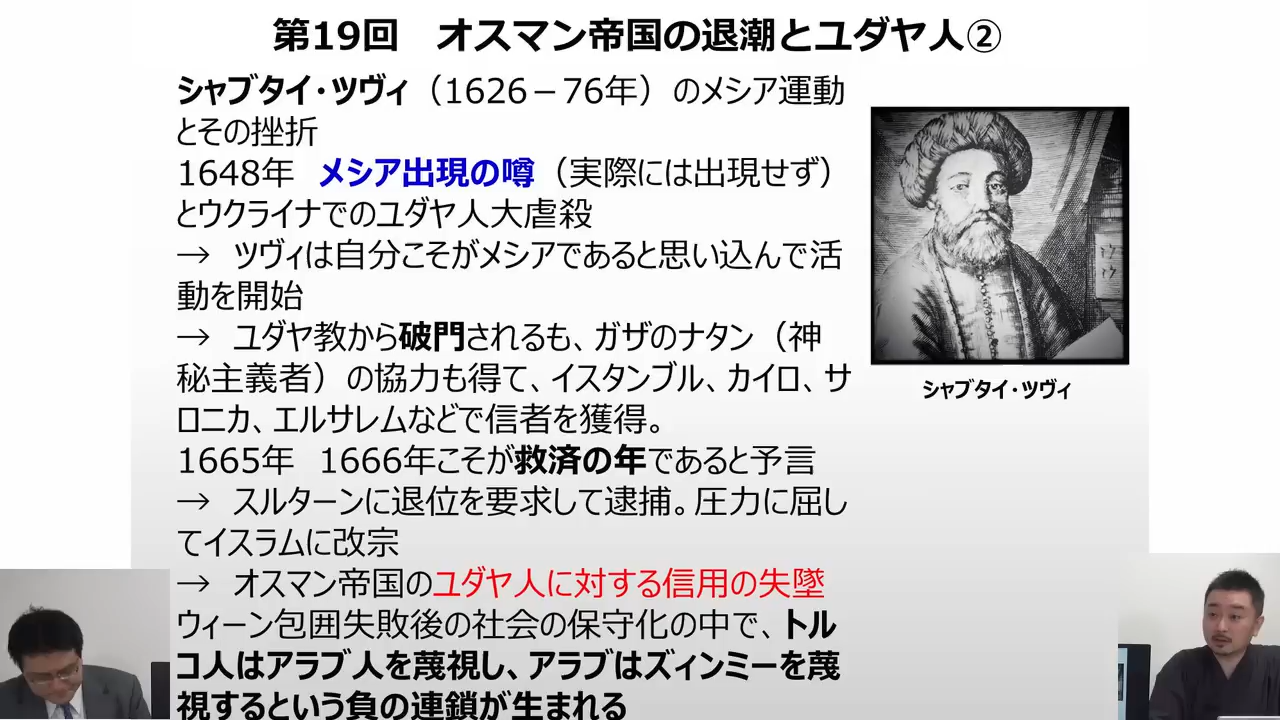 第19回　オスマン帝国の退潮とユダヤ人②
シャブタイ・ツヴィ（1626－76年）のメシア運動
とその挫折
1648年　メシア出現の噂（実際には出現せず）
とウクライナでのユダヤ人大虐殺
→　ツヴィは自分こそがメシアであると思い込んで活
動を開始
→　ユダヤ教から破門されるも、ガザのナタン（神
秘主義者）の協力も得て、イスタンブル、カイロ、サ
ロニカ、エルサレムなどで信者を獲得。
1665年　1666年こそが救済の年であると予言
→　スルターンに退位を要求して逮捕。圧力に屈し
てイスラムに改宗
→　オスマン帝国のユダヤ人に対する信用の失墜
ウィーン包囲失敗後の社会の保守化の中で、トル
コ人はアラブ人を蔑視し、アラブはズィンミーを蔑
視するという負の連鎖が生まれる
シャブタイ・ツヴィ